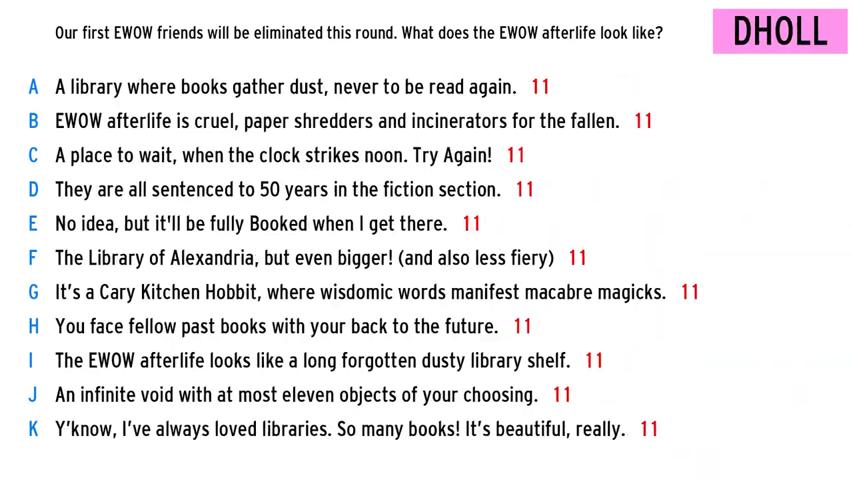 Our first EWOW friends will be eliminated this round. What does the EWOW afterlife look like?
DHOLL
A A library where books gather dust, never to be read again. 11
B EWOW afterlife is cruel, paper shredders and incinerators for the fallen. 11
C A place to wait, when the clock strikes noon. Try Again! 11
D They are all sentenced to 50 years in the fiction section. 11
E No idea, but it'll be fully Booked when I get there. 11
F The Library of Alexandria, but even bigger! (and also less fiery) 11
G It's a Cary Kitchen Hobbit, where wisdomic words manifest macabre magicks. 11
H You face fellow past books with your back to the future. 11
I The EWOW afterlife looks like a long forgotten dusty library shelf. 11
J An infinite void with at most eleven objects of your choosing. 11
K Y'know, I've always loved libraries. So many books! It's beautiful, really. 11